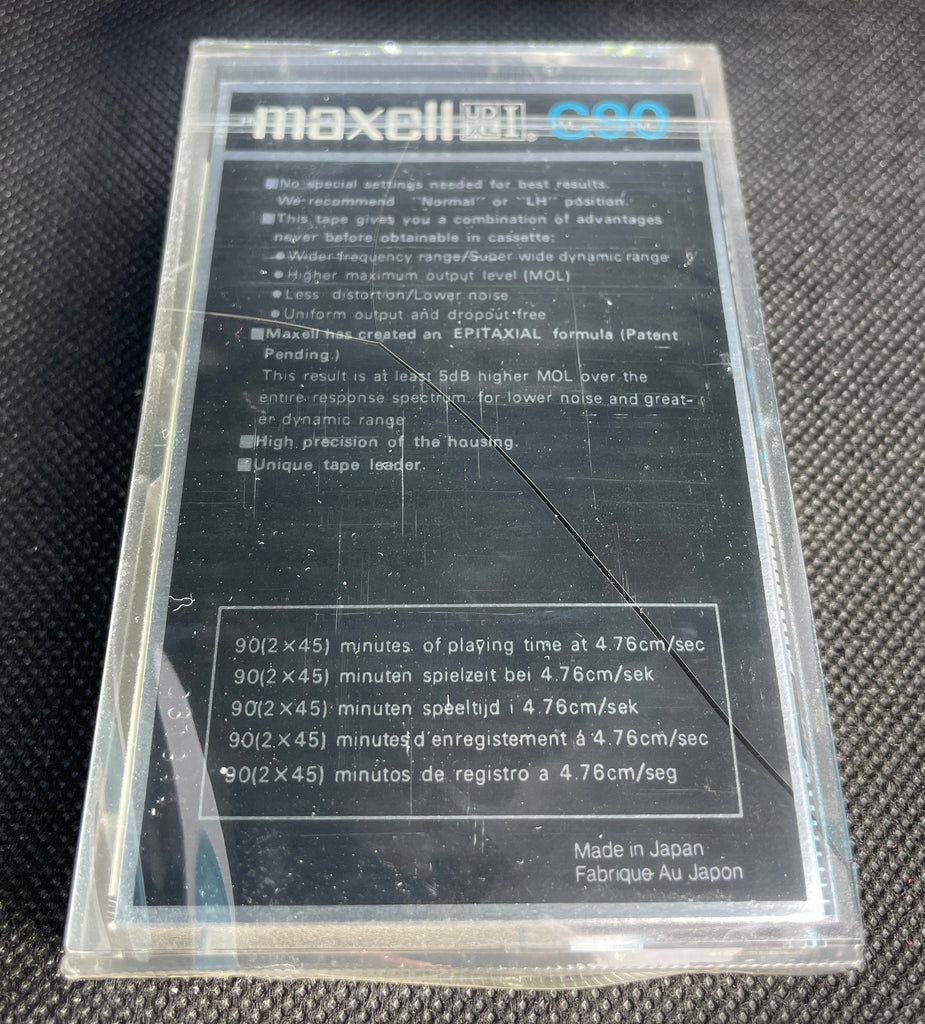 maxell UD XL I C90
■No special settings needed for best results.
We recommend "Normal" or "LH" position.
■This tape gives you a combination of advantages
never before obtainable in cassette:
●Wider frequency range/Super wide dynamic range
●Higher maximum output level (MOL)
●Less distortion/Lower noise
●Uniform output and dropout free
■Maxell has created an EPITAXIAL formula (Patent
Pending.)
This result is at least 5dB higher MOL over the
entire response spectrum. for lower noise and great-
er dynamic range
■High precision of the housing.
■Unique tape leader.
90(2×45) minutes of playing time at 4.76cm/sec
90(2×45) minuten spielzeit bei 4.76cm/sek
90(2×45) minuten speeltijd i 4.76cm/sek
90(2×45) minutes d'enregistement à 4.76cm/sec
90(2×45) minutos de registro a 4.76cm/seg
Made in Japan
Fabrique Au Japon